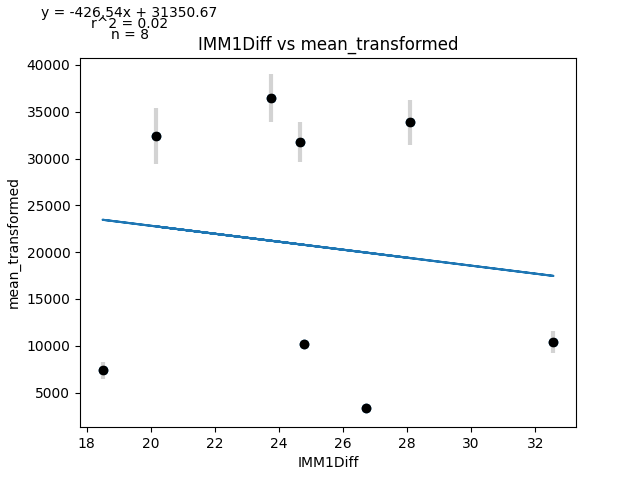 y = -426.54x + 31350.67
r^2 = 0.02
n = 8
IMM1Diff vs mean_transformed
40000
35000
30000
25000
20000
15000
10000
5000
mean_transformed
18 20 22 24 26 28 30 32
IMM1Diff